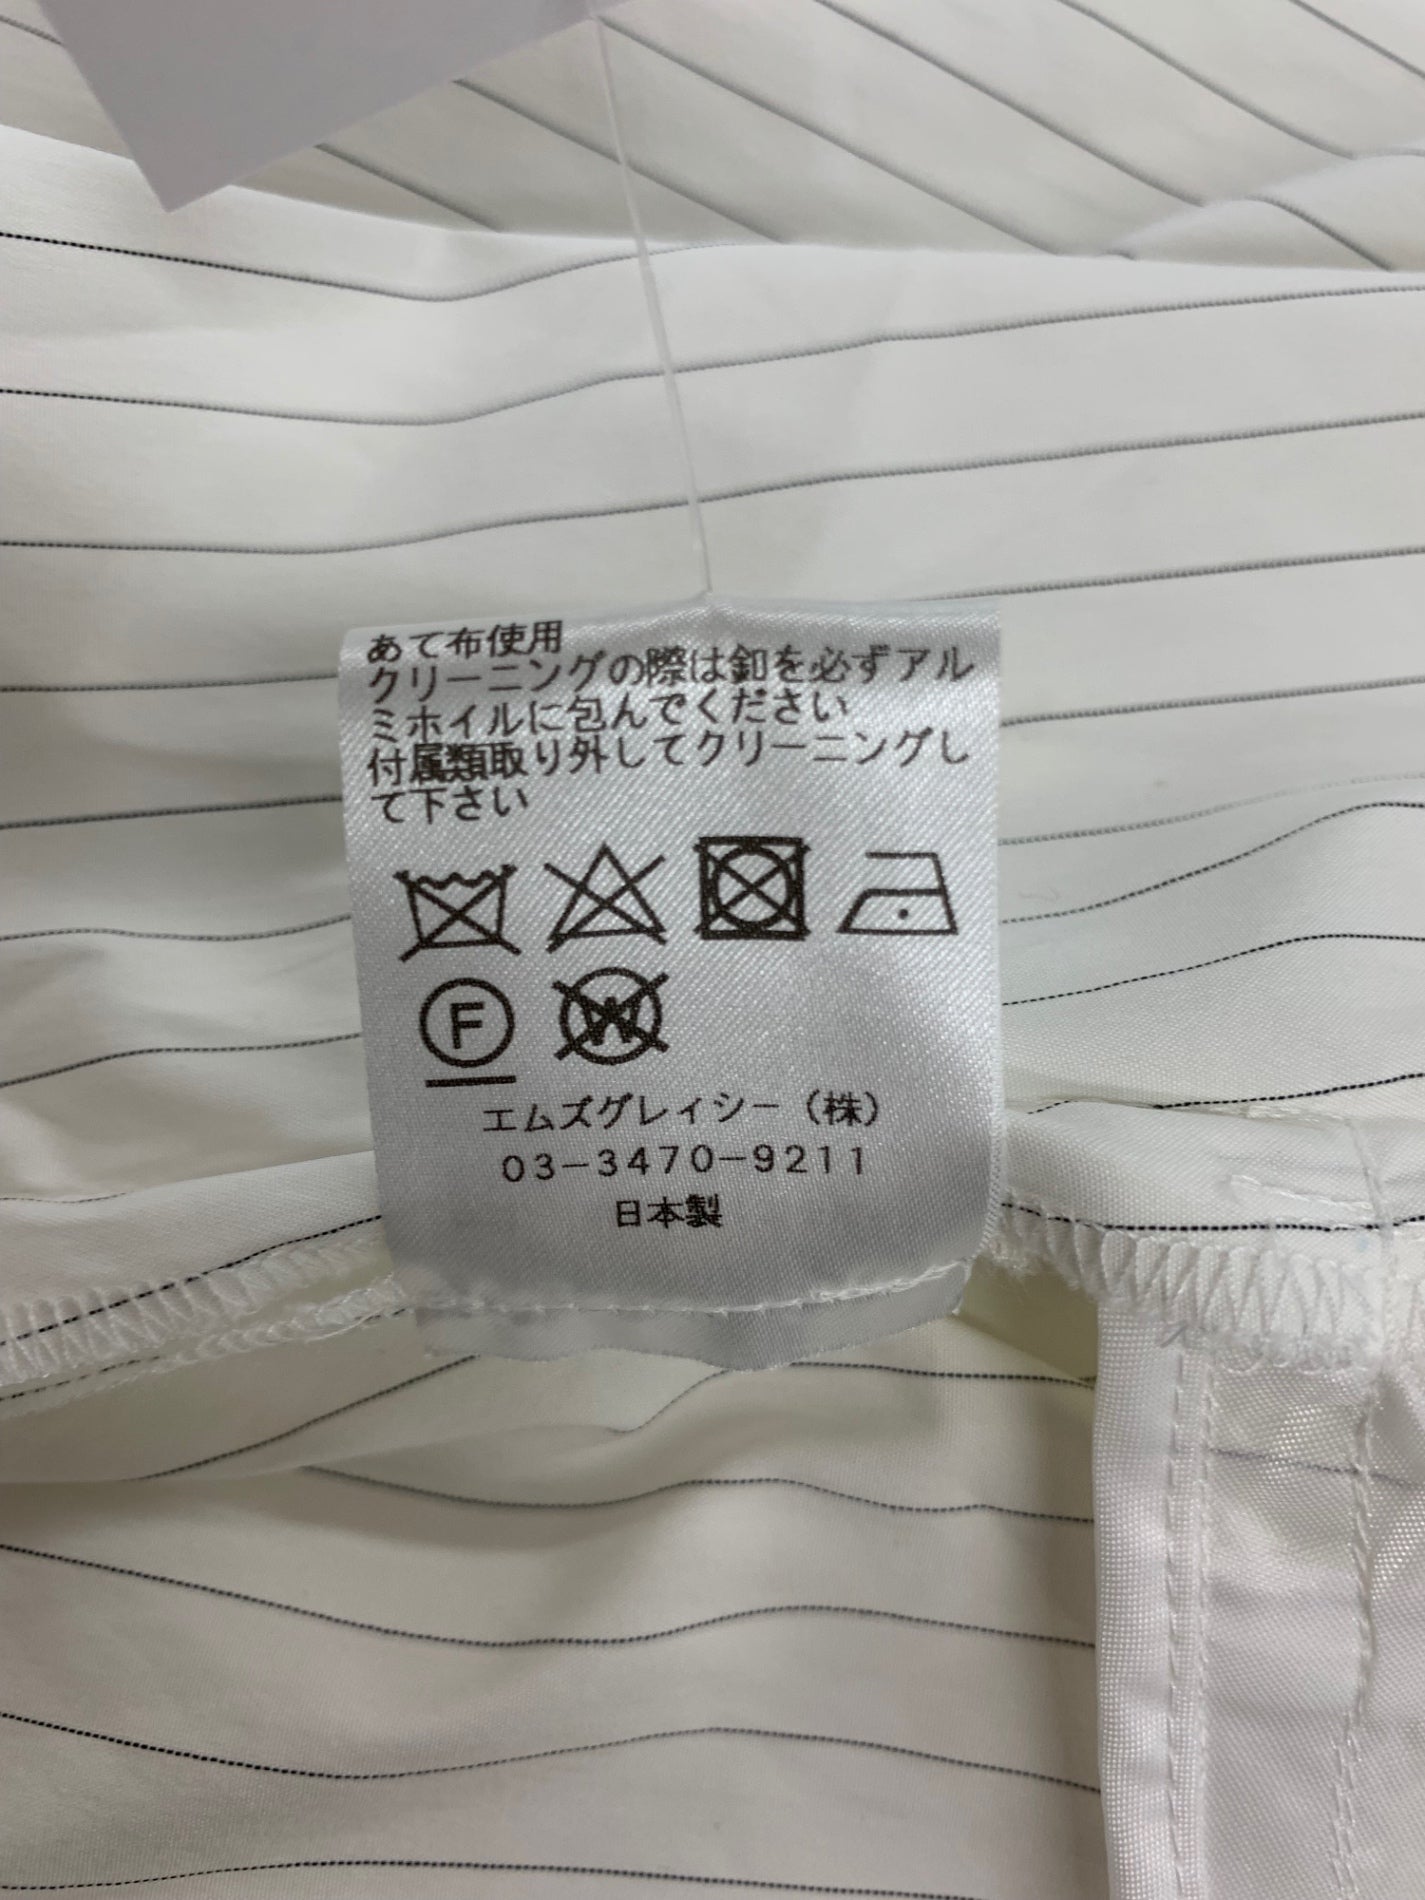 あて布使用
クリーニングの際は釦を必ずアル
ミホイルに包んでください
付属類取り外してクリーニングし
て下さい
F W
エムズグレィシー（株）
03−3470−9211
日本製